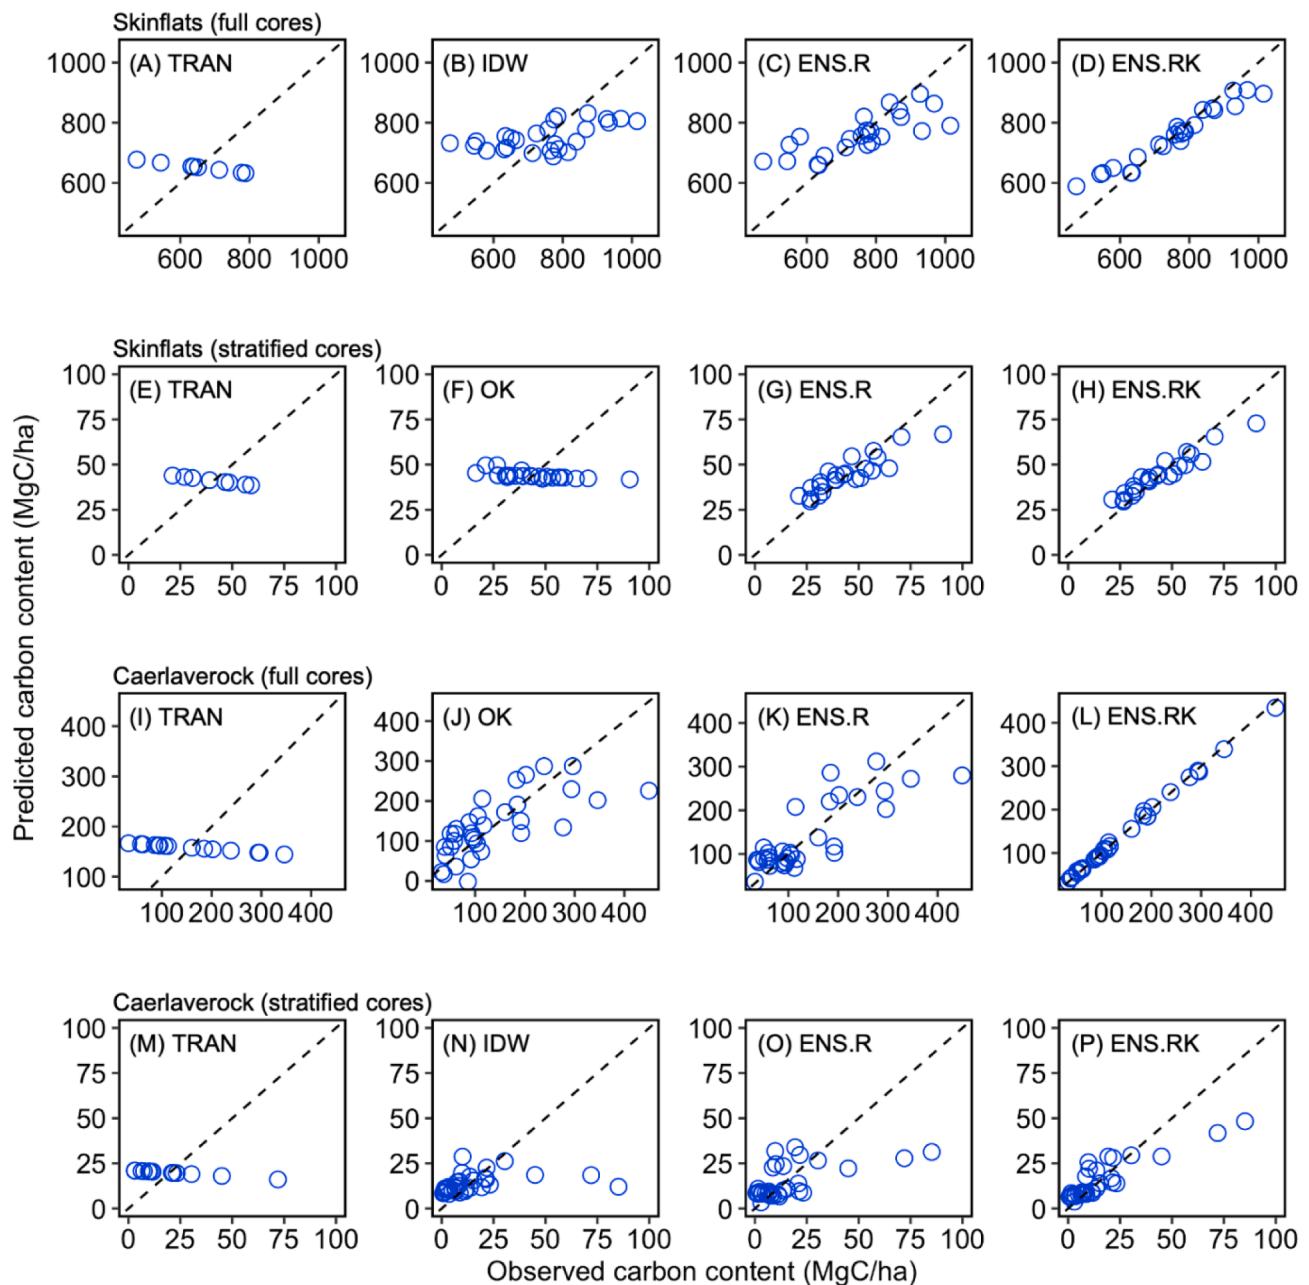 Skinflats (full cores)
(A) TRAN (B) IDW (C) ENS.R (D) ENS.RK
1000 1000 1000 1000
800 800 800 800
600 600 600 600
600 800 1000 600 800 1000 600 800 1000 600 800 1000
Skinflats (stratified cores)
(E) TRAN (F) OK (G) ENS.R (H) ENS.RK
100 100 100 100
75 75 75 75
50 50 50 50
25 25 25 25
0 0 0 0
0 25 50 75 100 0 25 50 75 100 0 25 50 75 100 0 25 50 75 100
Predicted carbon content (MgC/ha)
Caerlaverock (full cores)
(I) TRAN (J) OK (K) ENS.R (L) ENS.RK
400 400 400 400
300 300 300 300
200 200 200 200
100 100 100 100
0
100 200 300 400 100 200 300 400 100 200 300 400 100 200 300 400
Caerlaverock (stratified cores)
(M) TRAN (N) IDW (O) ENS.R (P) ENS.RK
100 100 100 100
75 75 75 75
50 50 50 50
25 25 25 25
0 0 0 0
0 25 50 75 100 0 25 50 75 100 0 25 50 75 100 0 25 50 75 100
Observed carbon content (MgC/ha)